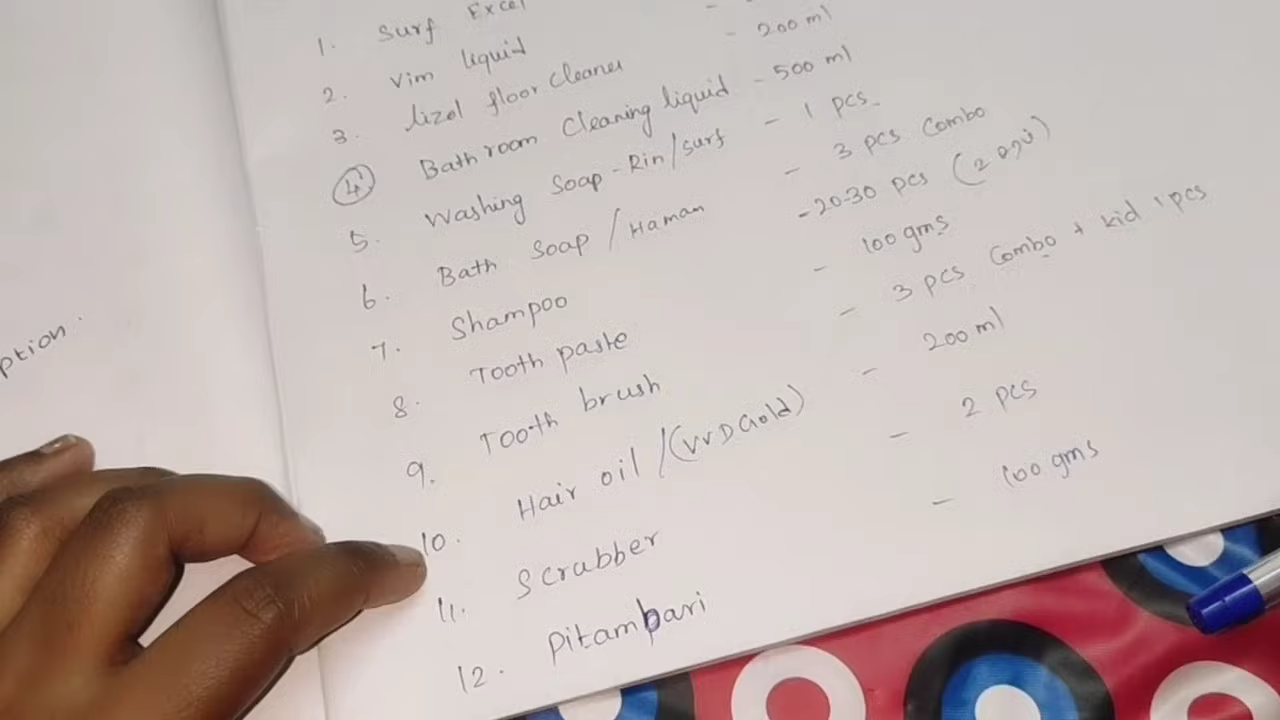 ption.
1. Surf Excel
2. Vim liquid -
3. Lizol floor cleaner - 200 ml
4. Bath room Cleaning liquid - 500 ml
5. Washing Soap - Rin/surf - 1 pcs.
6. Bath Soap / Hamam - 3 pcs Combo
7. Shampoo - 20-30 pcs (2
8. Tooth paste - 100 gms
9. Tooth brush - 3 pcs Combo + kid 1 pcs
10. Hair oil / (VVD Gold) - 200 ml
11. Scrubber - 2 pcs
12. Pitambari - 100 gms